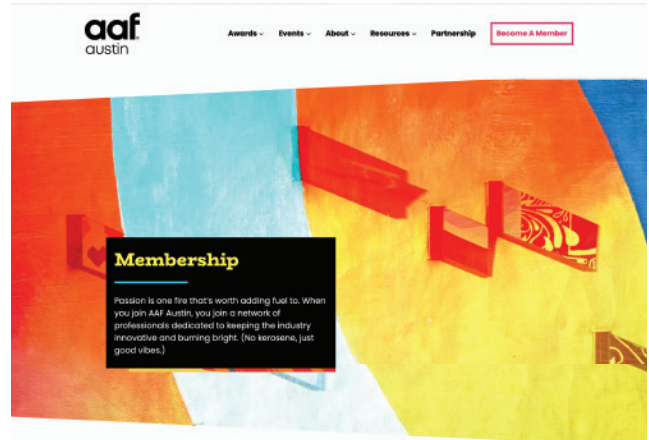 aaf
austin
Awards Events About Resources Partnership Become A Member
Membership
Passion is one fire that's worth adding fuel to. When
you join AAF Austin, you join a network of
professionals dedicated to keeping the industry
innovative and burning bright. (No kerosene, just
good vibes.)